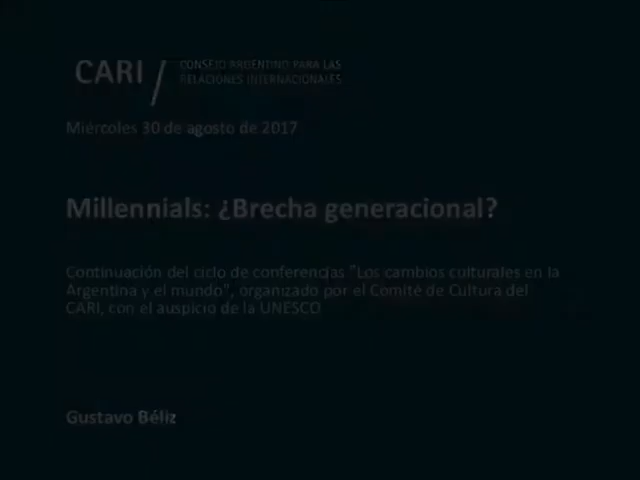 CARI
CONSEJO ARGENTINO PARA LAS
RELACIONES INTERNACIONALES
Miércoles 30 de agosto de 2017
Millennials: ¿Brecha generacional?
Continuación del ciclo de conferencias "Los cambios culturales en la
Argentina y el mundo", organizado por el Comité de Cultura del
CARI, con el auspicio de la UNESCO
Gustavo Béliz